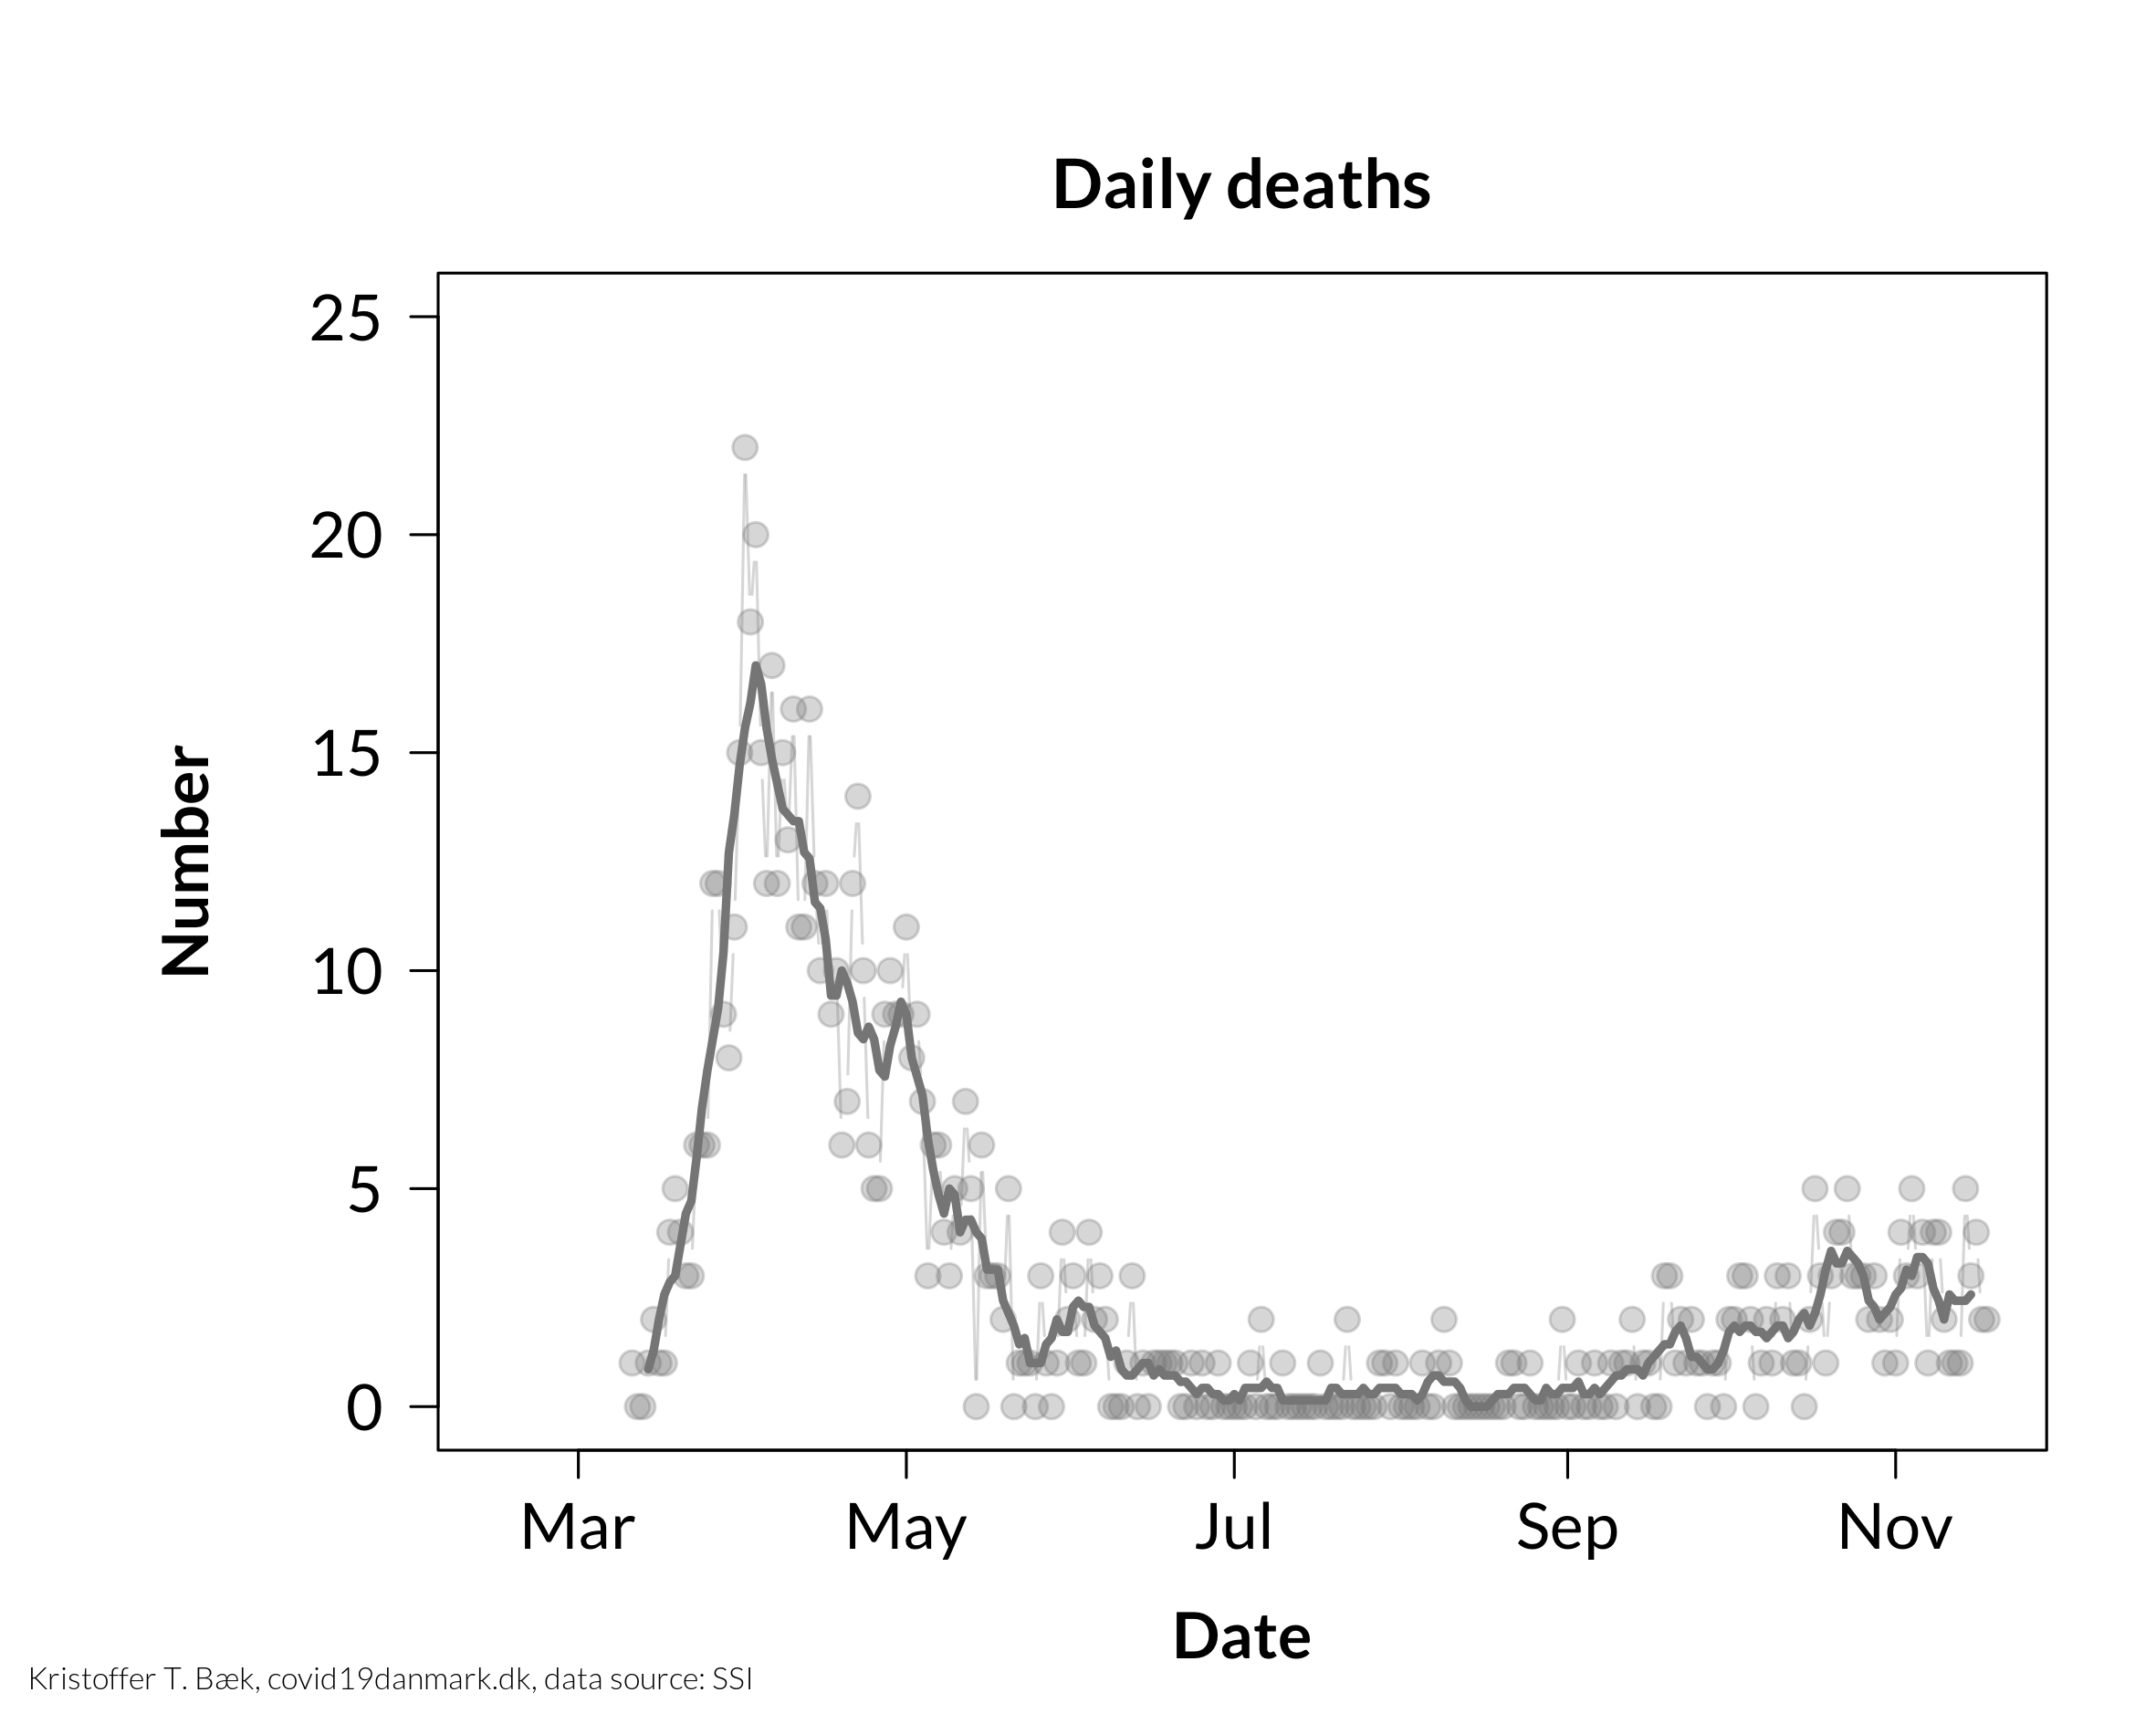 Daily deaths
25
20
15
10
5
0
Number
Mar May Jul Sep Nov
Date
Kristoffer T. Bæk, covid19danmark.dk, data source: SSI